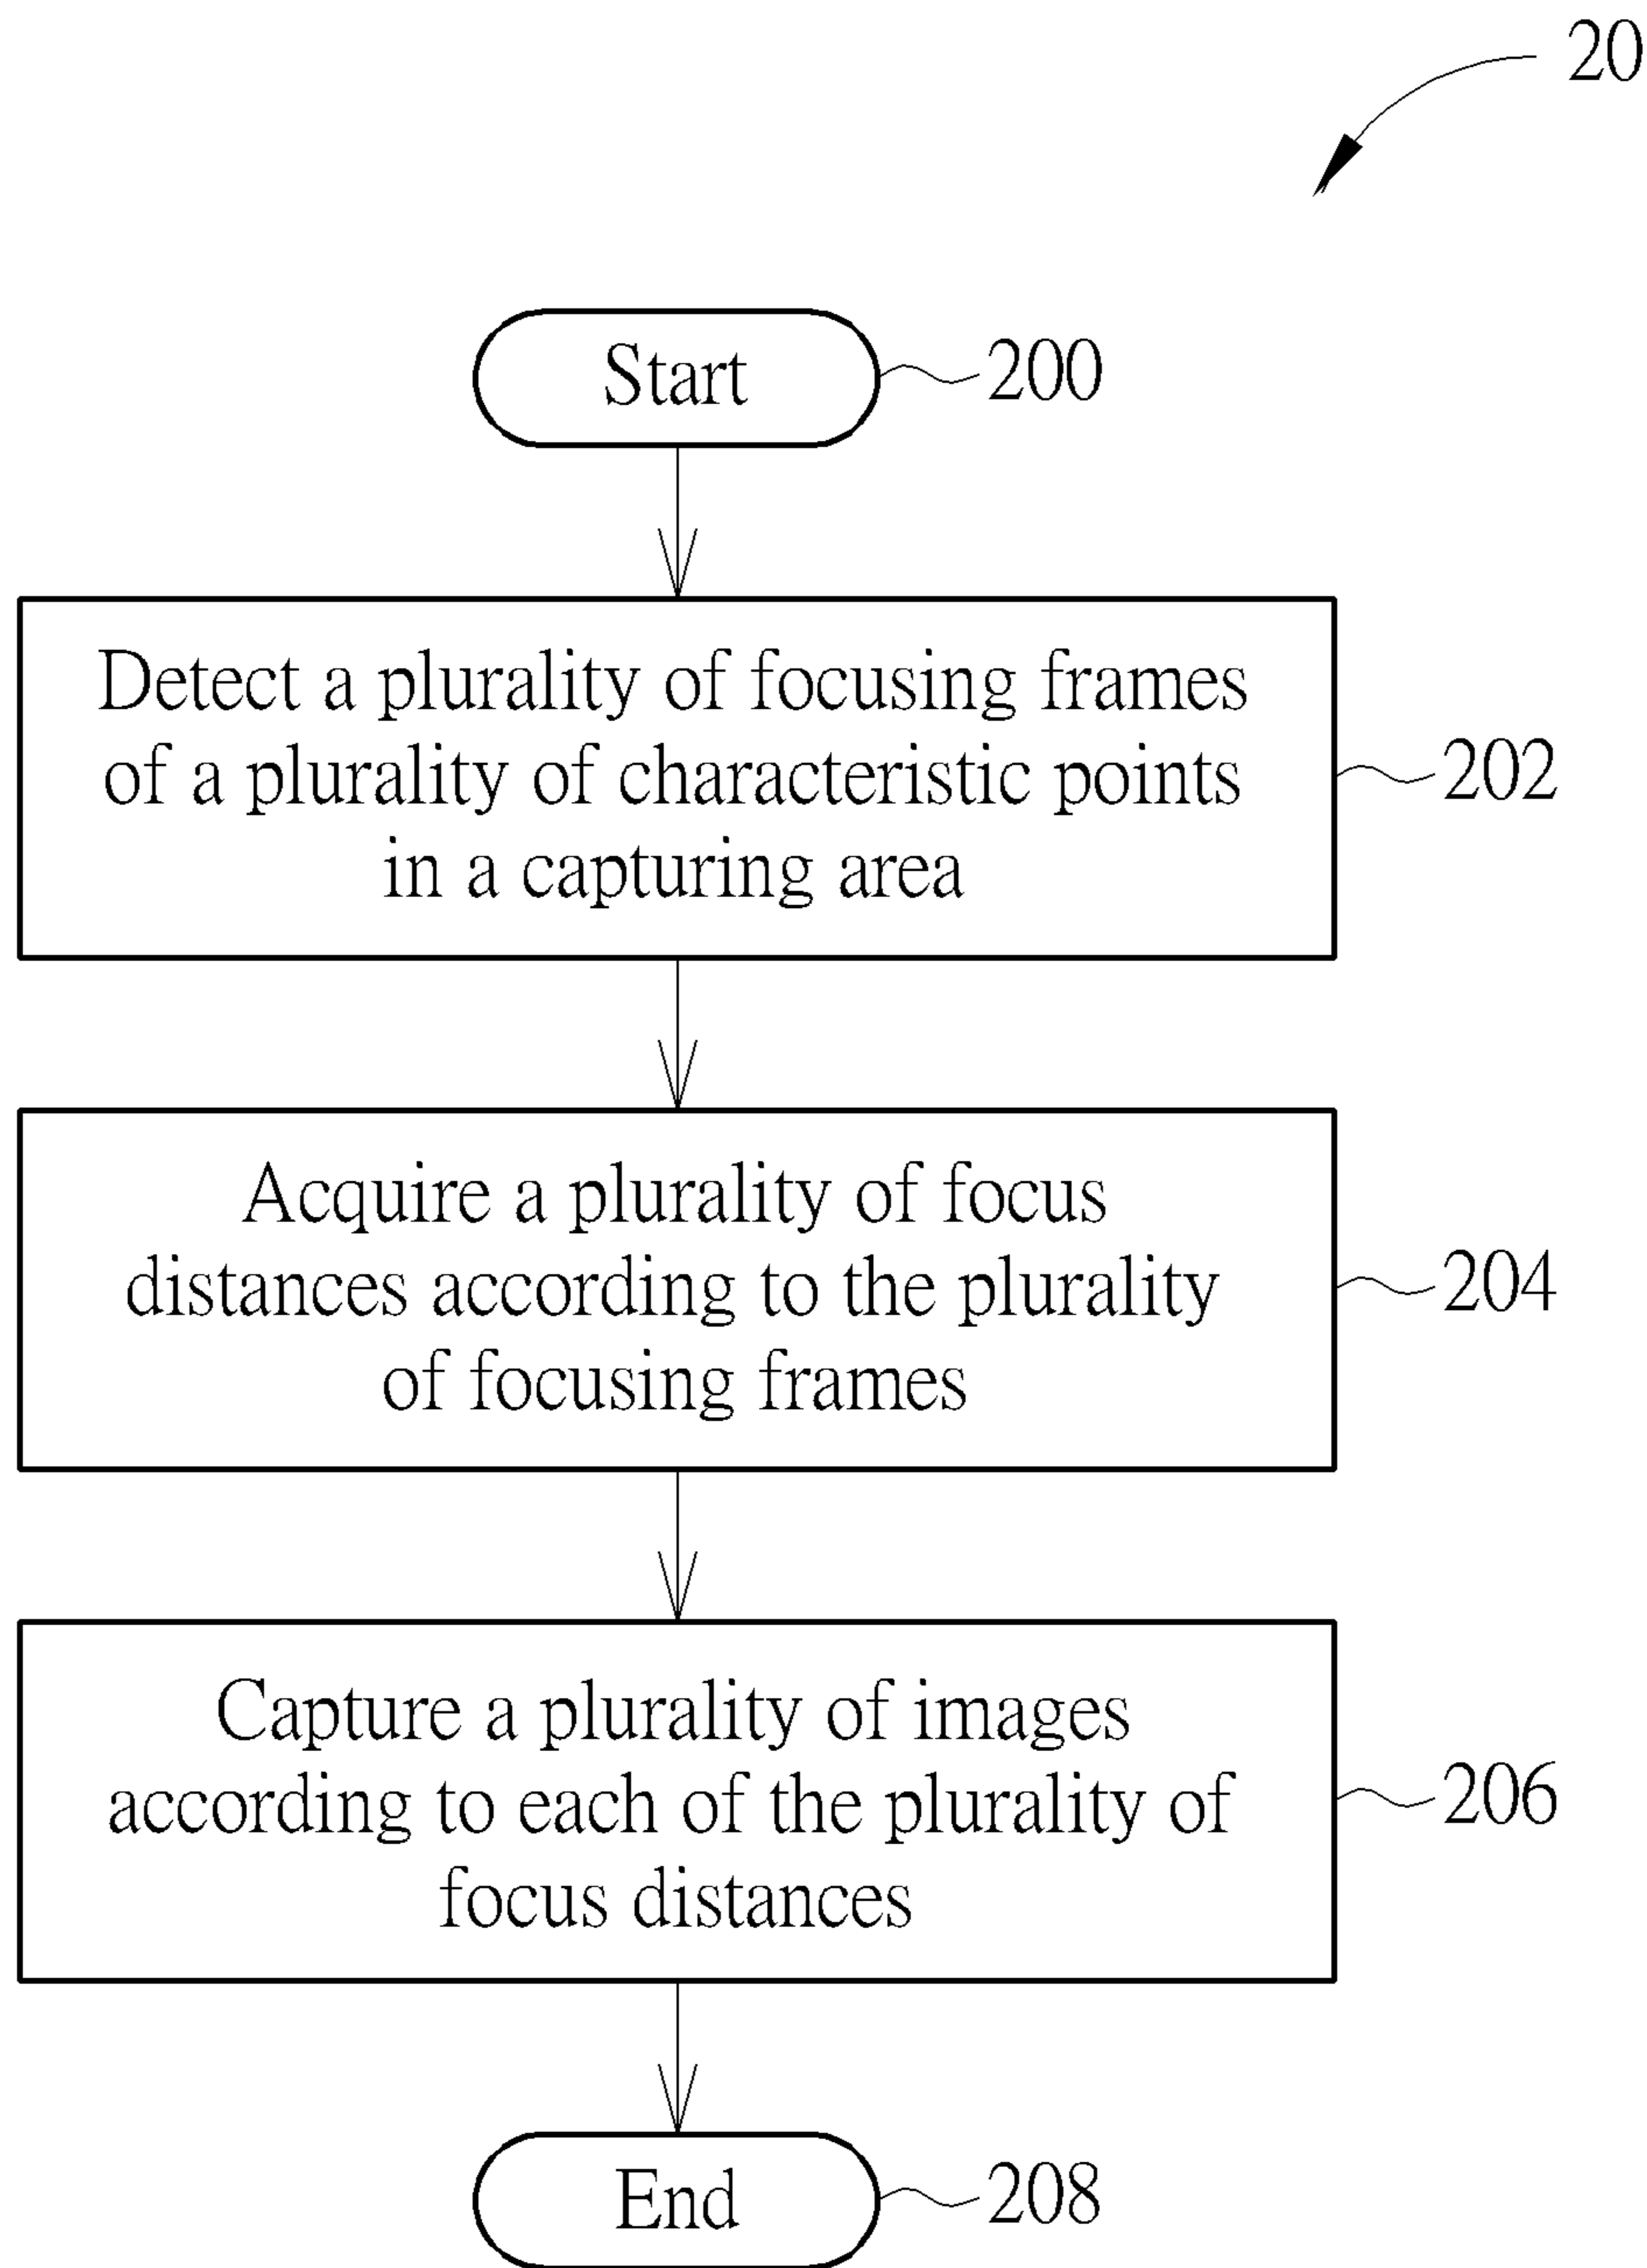 20
Start
200
Detect a plurality of focusing frames
of a plurality of characteristic points
in a capturing area
202
Acquire a plurality of focus
distances according to the plurality
of focusing frames
204
Capture a plurality of images
according to each of the plurality of
focus distances
206
End
208